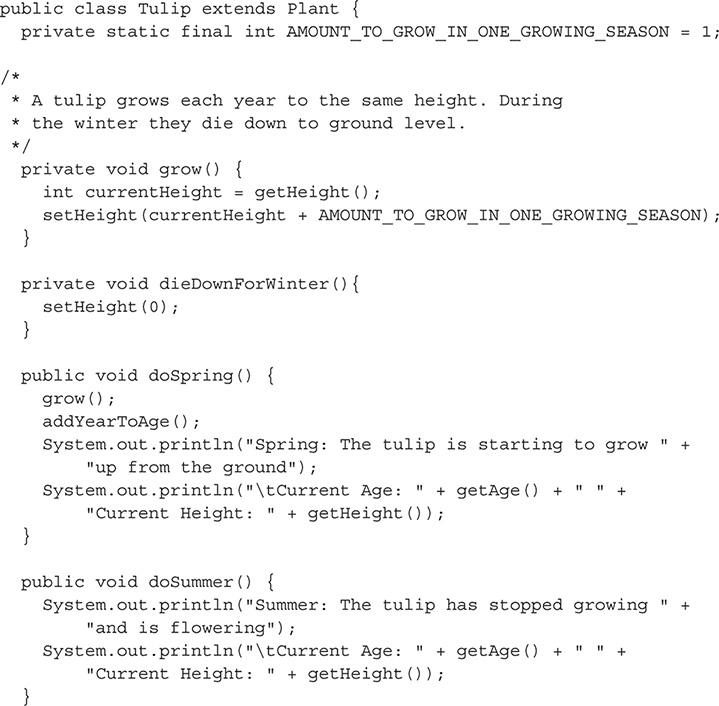 public class Tulip extends Plant {
  private static final int AMOUNT_TO_GROW_IN_ONE_GROWING_SEASON = 1;

/*
 * A tulip grows each year to the same height. During
 * the winter they die down to ground level.
 */
  private void grow() {
    int currentHeight = getHeight();
    setHeight(currentHeight + AMOUNT_TO_GROW_IN_ONE_GROWING_SEASON);
  }

  private void dieDownForWinter(){
    setHeight(0);
  }

  public void doSpring() {
    grow();
    addYearToAge();
    System.out.println("Spring: The tulip is starting to grow " +
        "up from the ground");
    System.out.println("\tCurrent Age: " + getAge() + " " +
        "Current Height: " + getHeight());
  }

  public void doSummer() {
    System.out.println("Summer: The tulip has stopped growing " +
        "and is flowering");
    System.out.println("\tCurrent Age: " + getAge() + " " +
        "Current Height: " + getHeight());
  }